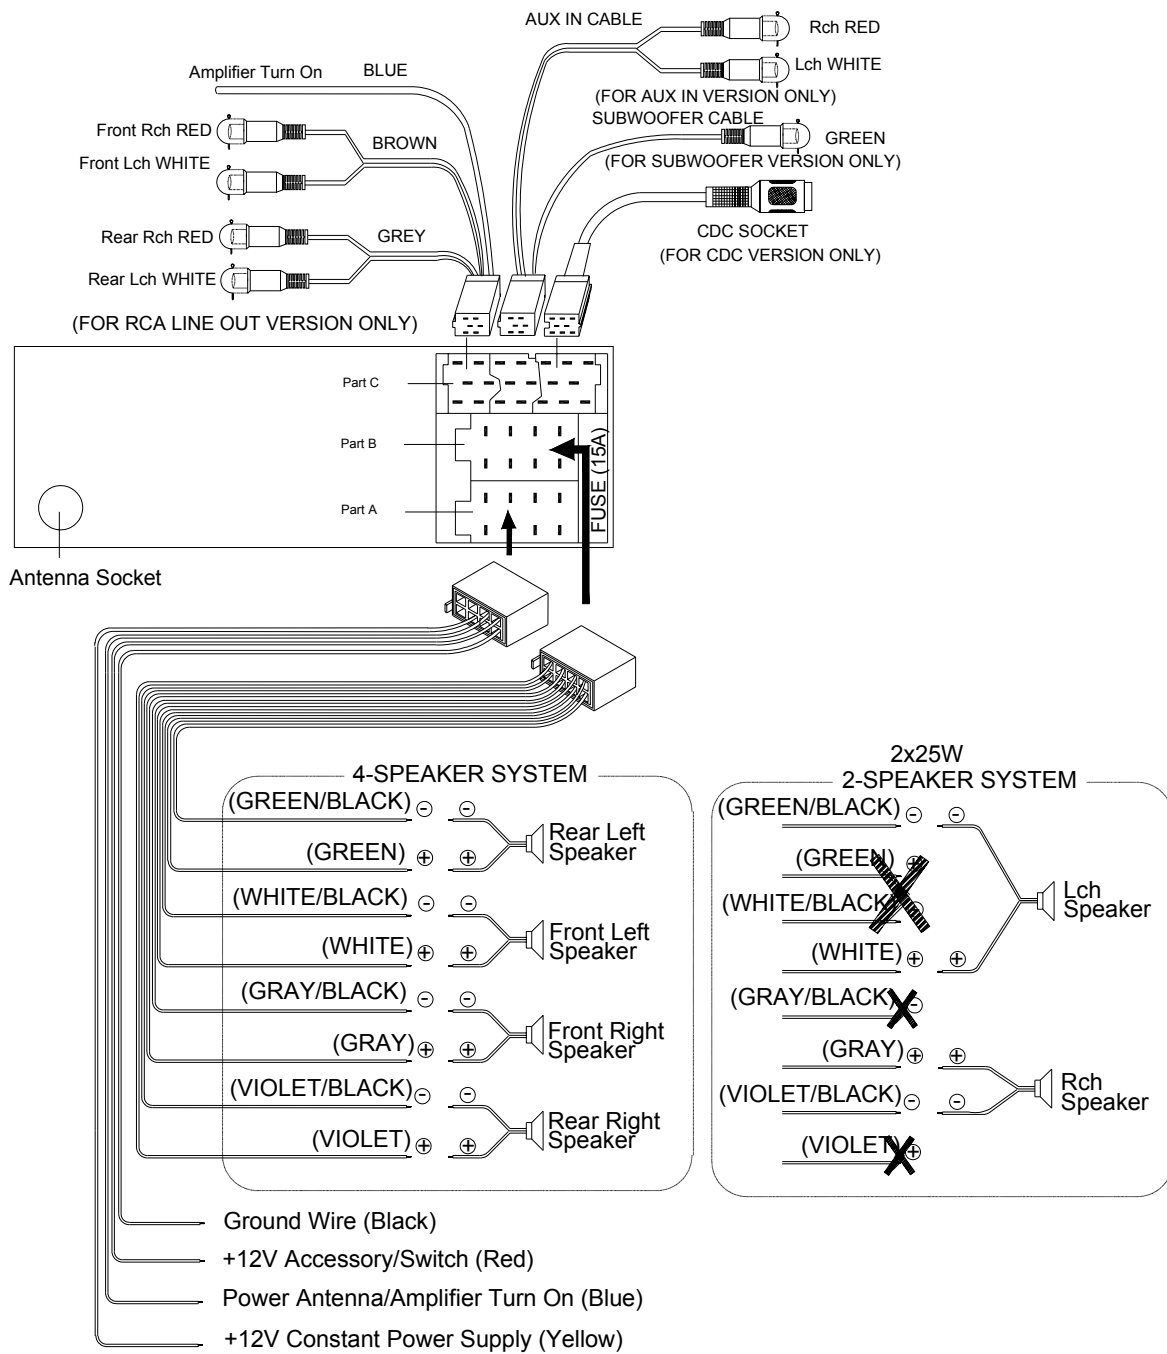 AUX IN CABLE
Rch RED
Lch WHITE
(FOR AUX IN VERSION ONLY)
Amplifier Turn On
BLUE
SUBWOOFER CABLE
GREEN
(FOR SUBWOOFER VERSION ONLY)
Front Rch RED
BROWN
Front Lch WHITE
Rear Rch RED
GREY
Rear Lch WHITE
CDC SOCKET
(FOR CDC VERSION ONLY)
(FOR RCA LINE OUT VERSION ONLY)
Part C
Part B
Part A
FUSE (15A)
Antenna Socket
4-SPEAKER SYSTEM
(GREEN/BLACK) - -
(GREEN) + +
Rear Left
Speaker
(WHITE/BLACK) - -
(WHITE) + +
Front Left
Speaker
(GRAY/BLACK) - -
(GRAY) + +
Front Right
Speaker
(VIOLET/BLACK) - -
(VIOLET) + +
Rear Right
Speaker
2x25W
2-SPEAKER SYSTEM
(GREEN/BLACK) - -
(GREEN) +
(WHITE/BLACK) -
(WHITE) + +
Lch
Speaker
(GRAY/BLACK) -
(GRAY) + +
(VIOLET/BLACK) - -
Rch
Speaker
(VIOLET) +
Ground Wire (Black)
+12V Accessory/Switch (Red)
Power Antenna/Amplifier Turn On (Blue)
+12V Constant Power Supply (Yellow)